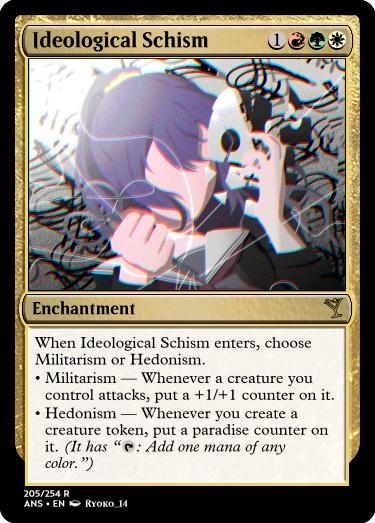 Ideological Schism 1
Enchantment
When Ideological Schism enters, choose
Militarism or Hedonism.
• Militarism — Whenever a creature you
control attacks, put a +1/+1 counter on it.
• Hedonism — Whenever you create a
creature token, put a paradise counter on
it. (It has “: Add one mana of any
color.”)
205/254 R
ANS • EN Ryoko_14